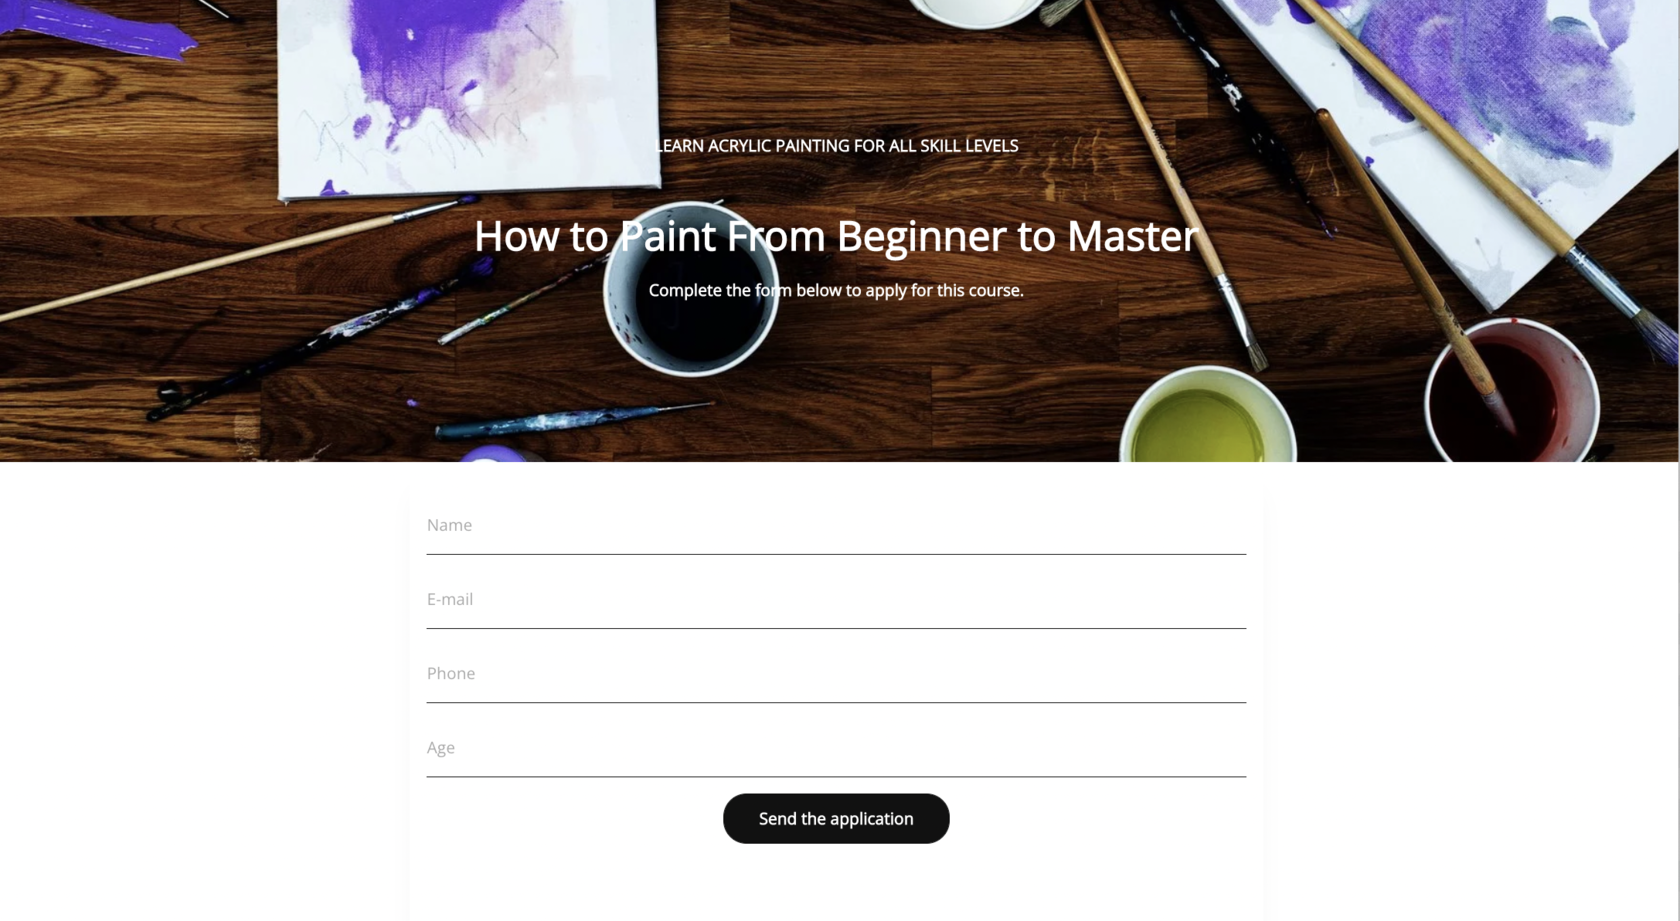 LEARN ACRYLIC PAINTING FOR ALL SKILL LEVELS
How to Paint From Beginner to Master
Complete the form below to apply for this course.
Name
E-mail
Phone
Age
Send the application